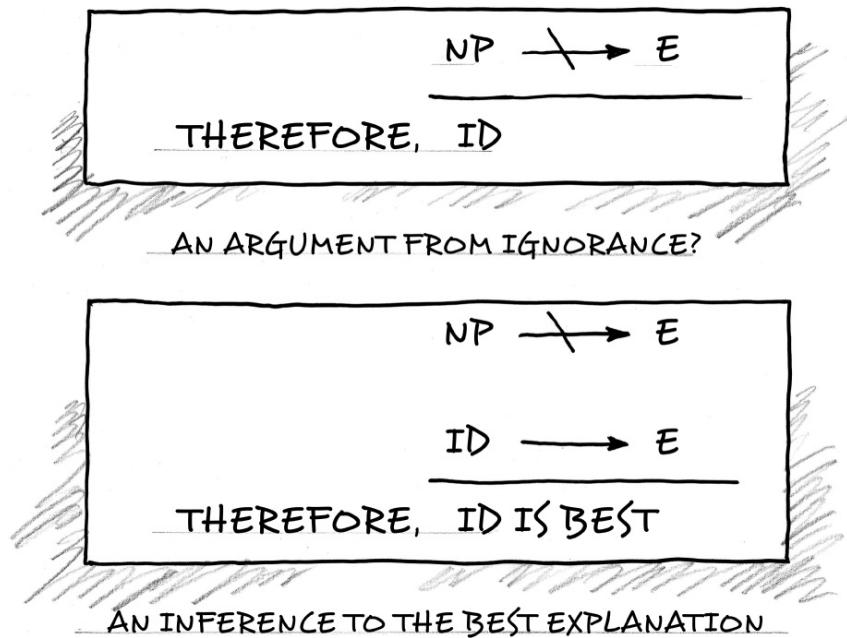 NP ↛ E
THEREFORE, ID
AN ARGUMENT FROM IGNORANCE?
NP ↛ E
ID → E
THEREFORE, ID IS BEST
AN INFERENCE TO THE BEST EXPLANATION